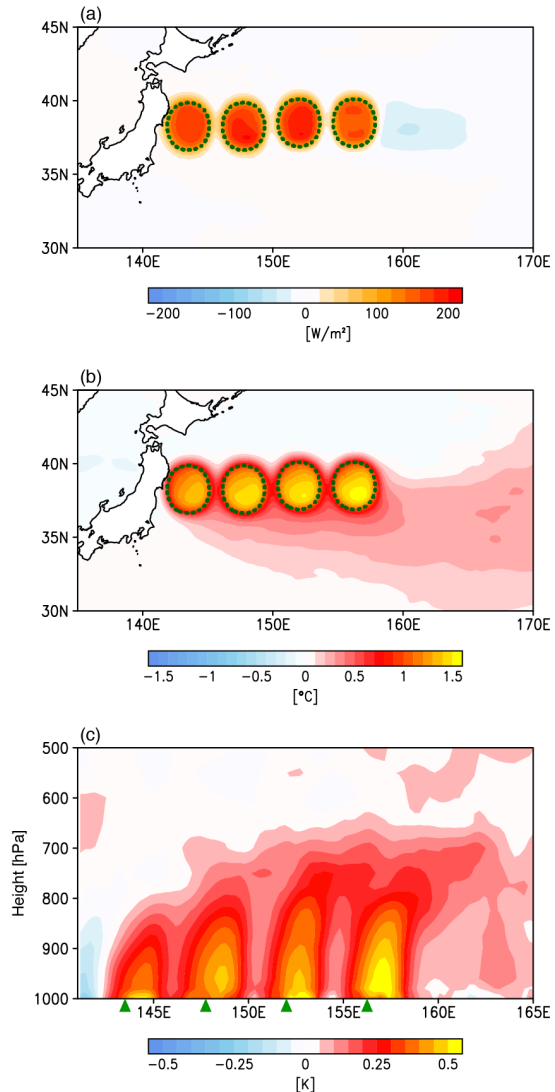 (a)
45N
40N
35N
30N
140E 150E 160E 170E
−200 −100 0 100 200
[W/m²]
(b)
45N
40N
35N
30N
140E 150E 160E 170E
−1.5 −1 −0.5 0 0.5 1 1.5
[°C]
(c)
500
600
700
800
900
1000
Height [hPa]
145E 150E 155E 160E 165E
−0.5 −0.25 0 0.25 0.5
[K]